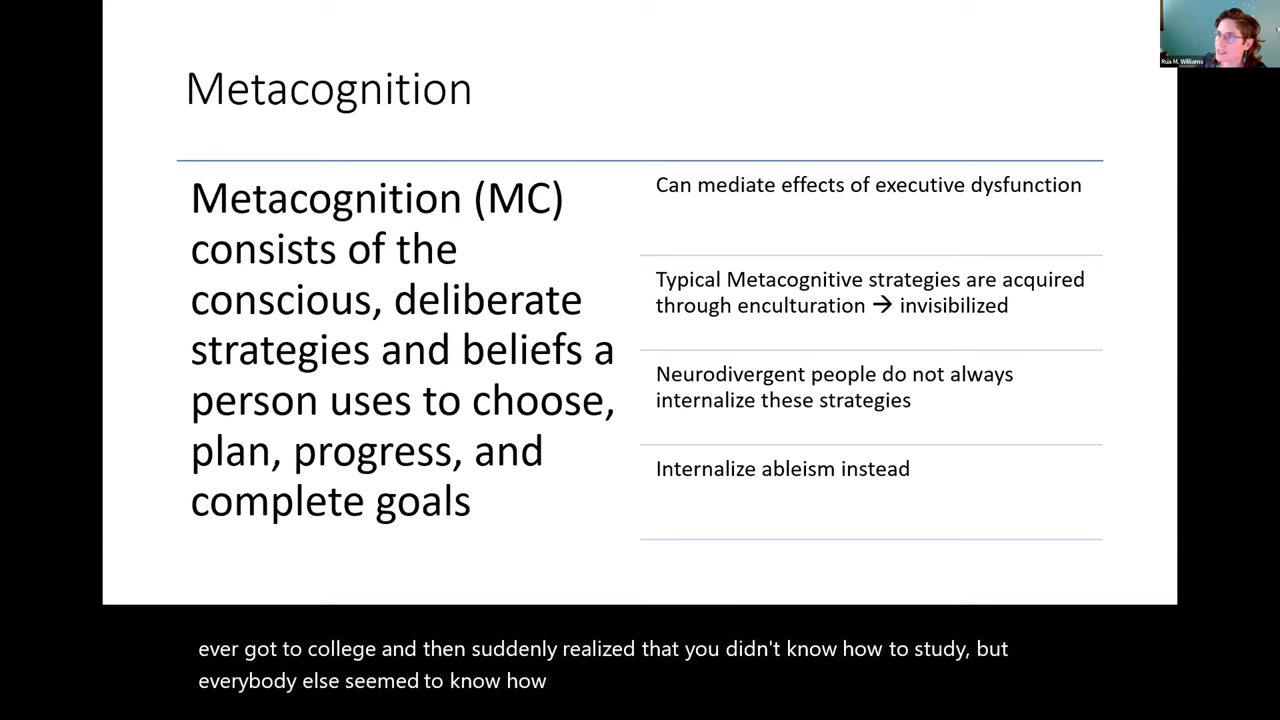 Metacognition
Metacognition (MC)
consists of the
conscious, deliberate
strategies and beliefs a
person uses to choose,
plan, progress, and
complete goals
Can mediate effects of executive dysfunction
Typical Metacognitive strategies are acquired
through enculturation → invisibilized
Neurodivergent people do not always
internalize these strategies
Internalize ableism instead
Rua M. Williams
ever got to college and then suddenly realized that you didn't know how to study, but
everybody else seemed to know how